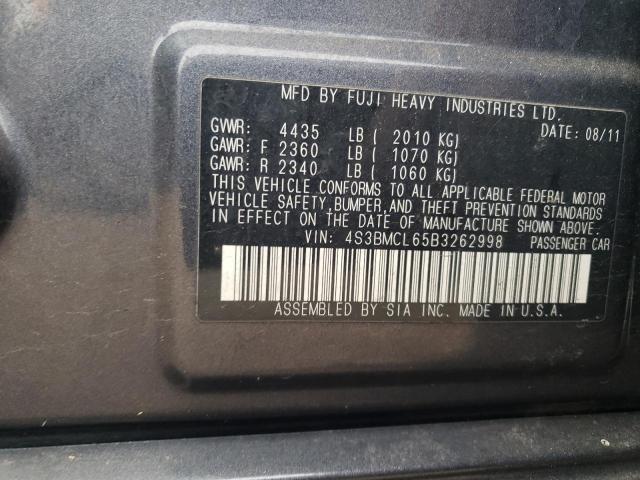 MFD BY FUJI HEAVY INDUSTRIES LTD.
DATE: 08/11
GVWR: 4435 LB ( 2010 KG)
GAWR: F 2360 LB ( 1070 KG)
GAWR: R 2340 LB ( 1060 KG)
THIS VEHICLE CONFORMS TO ALL APPLICABLE FEDERAL MOTOR
VEHICLE SAFETY,BUMPER,AND THEFT PREVENTION STANDARDS
IN EFFECT ON THE DATE OF MANUFACTURE SHOWN ABOVE.
VIN: 4S3BMCL65B3262998 PASSENGER CAR
ASSEMBLED BY SIA INC. MADE IN U.S.A.